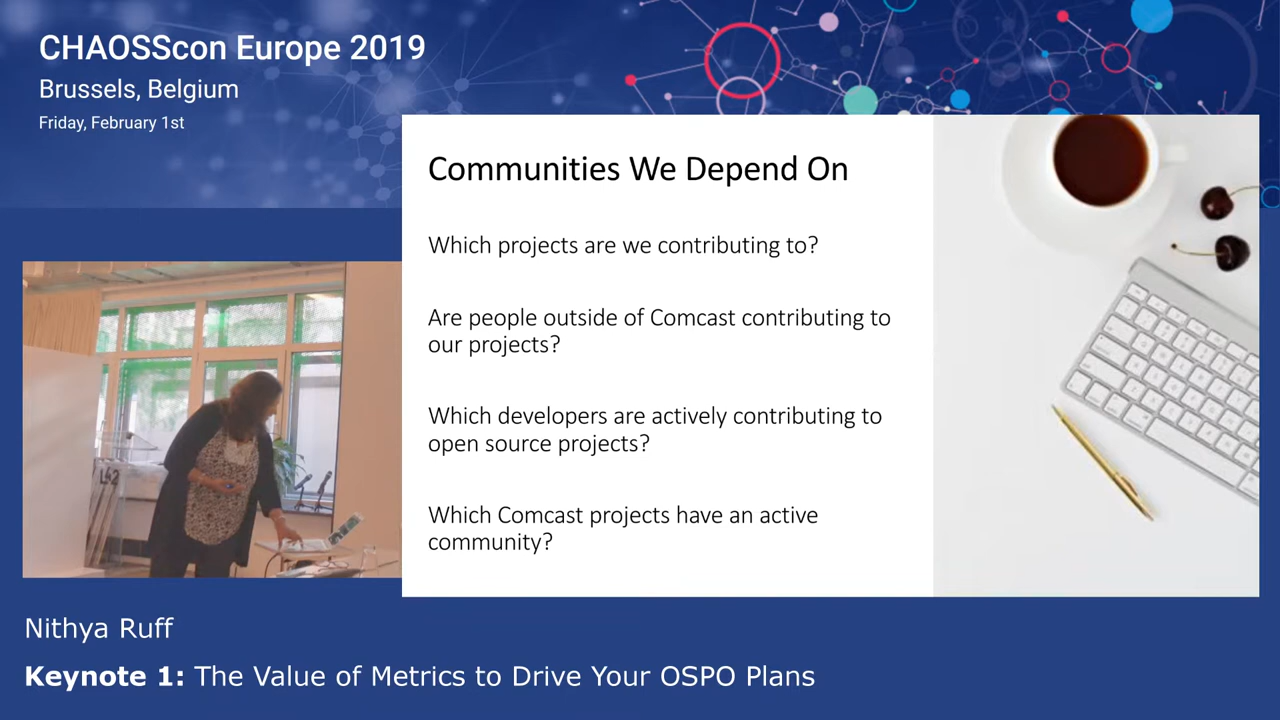 CHAOSScon Europe 2019
Brussels, Belgium
Friday, February 1st
Communities We Depend On
Which projects are we contributing to?
Are people outside of Comcast contributing to
our projects?
Which developers are actively contributing to
open source projects?
Which Comcast projects have an active
community?
L42
Nithya Ruff
Keynote 1: The Value of Metrics to Drive Your OSPO Plans